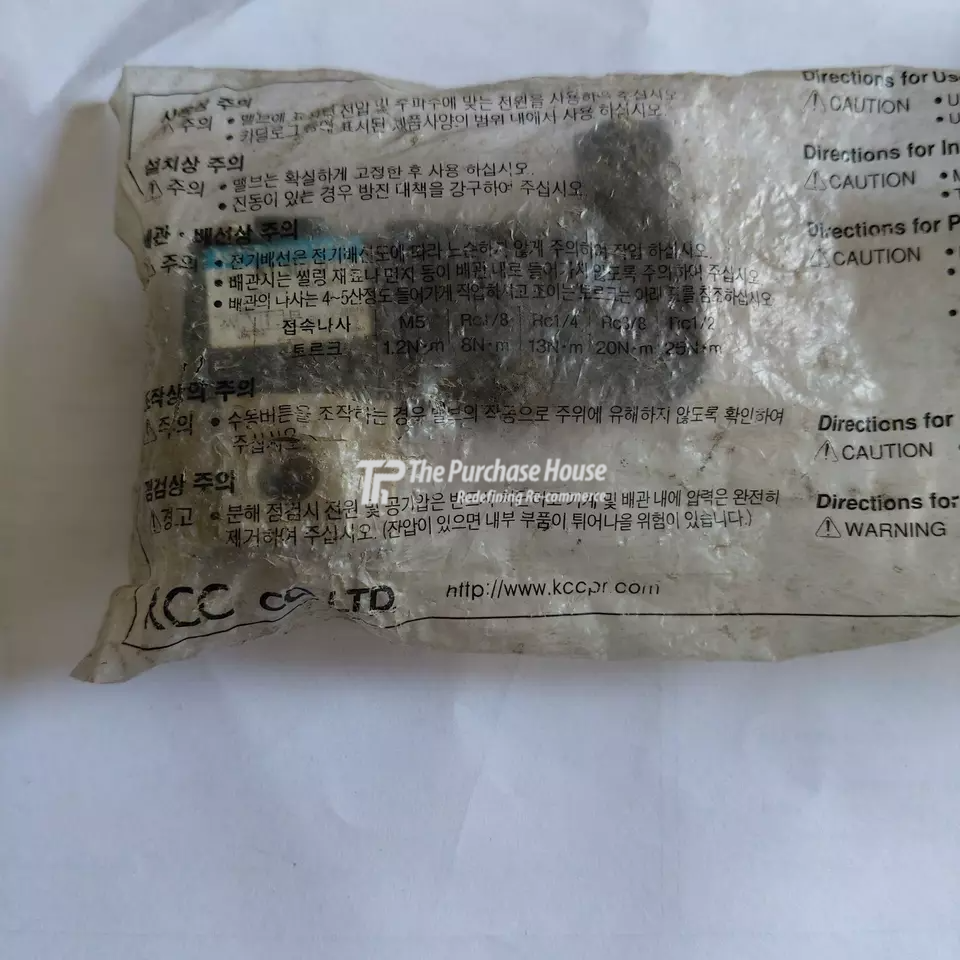 사용상 주의
주의 • 밸브에 표시된 전압 및 주파수에 맞는 전원을 사용하십시오
• 카탈로그에 표시된 제품사양의 범위 내에서 사용 하십시오
설치상 주의
주의 • 밸브는 확실하게 고정한 후 사용 하십시오.
• 진동이 있는 경우 방진 대책을 강구하여 주십시오
배관 · 배선상 주의
주의 • 전기배선은 전기배선도에 따라 느슨하지 않게 주의하여 작업 하십시오.
• 배관시는 씰링 재료나 먼지 등이 배관 내로 들어가지 않도록 주의 하여 주십시오
• 배관의 나사는 4~5산정도 들어가게 작업하시고 조이는 토르크는 아래 표를 참조하십시오
접속나사 M5 Rc1/8 Rc1/4 Rc3/8 Rc1/2
토르크 1.2N·m 8N·m 13N·m 20N·m 25N·m
조작상의 주의
주의 • 수동버튼을 조작하는 경우 밸브의 작동으로 주위에 유해하지 않도록 확인하여
주십시오
점검상 주의
경고 • 분해 점검시 전원 및 공기압은 반드시 및 배관 내에 압력은 완전히
제거하여 주십시오. (잔압이 있으면 내부 부품이 튀어나올 위험이 있습니다.)
KCC CO LTD
http://www.kccpr.com
Directions for Us
CAUTION • U
• U
Directions for In
CAUTION • M
• T
Directions for P
CAUTION •
•
•
Directions for
CAUTION •
Directions for
WARNING
TP The Purchase House
Redefining Re-commerce